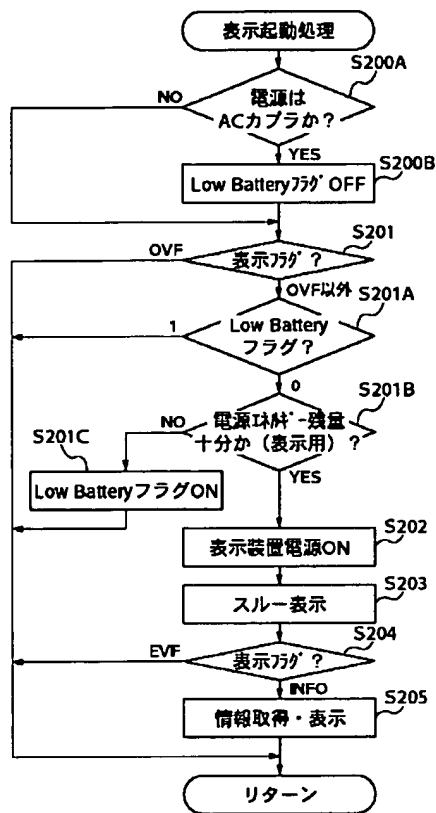 表示起動処理
S200A
電源は
ACカプラか？
NO
YES
S200B
Low BatteryフラグOFF
S201
表示フラグ？
OVF
OVF以外
S201A
Low Battery
フラグ？
1
0
S201B
電源エネルギー残量
十分か（表示用）？
NO
YES
S201C
Low BatteryフラグON
S202
表示装置電源ON
S203
スルー表示
S204
表示フラグ？
EVIF
INFO
S205
情報取得・表示
リターン